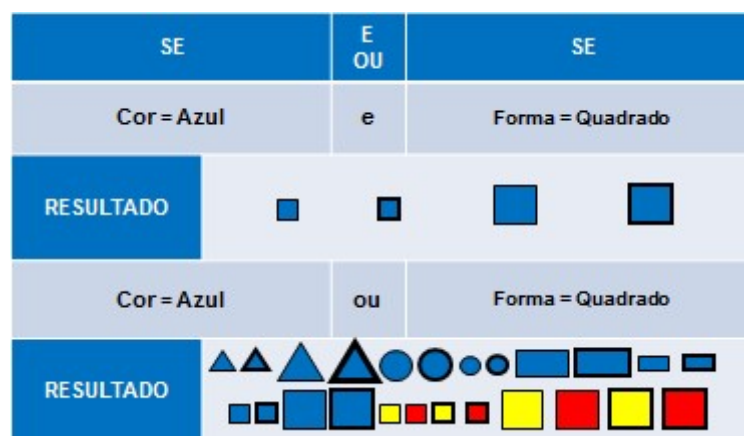 SE
E
OU
SE
Cor = Azul
e
Forma = Quadrado
RESULTADO
Cor = Azul
ou
Forma = Quadrado
RESULTADO